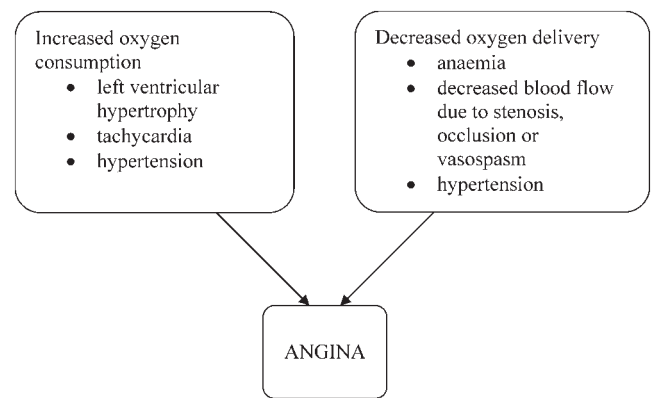 Increased oxygen
consumption
• left ventricular
hypertrophy
• tachycardia
• hypertension
Decreased oxygen delivery
• anaemia
• decreased blood flow
due to stenosis,
occlusion or
vasospasm
• hypertension
ANGINA